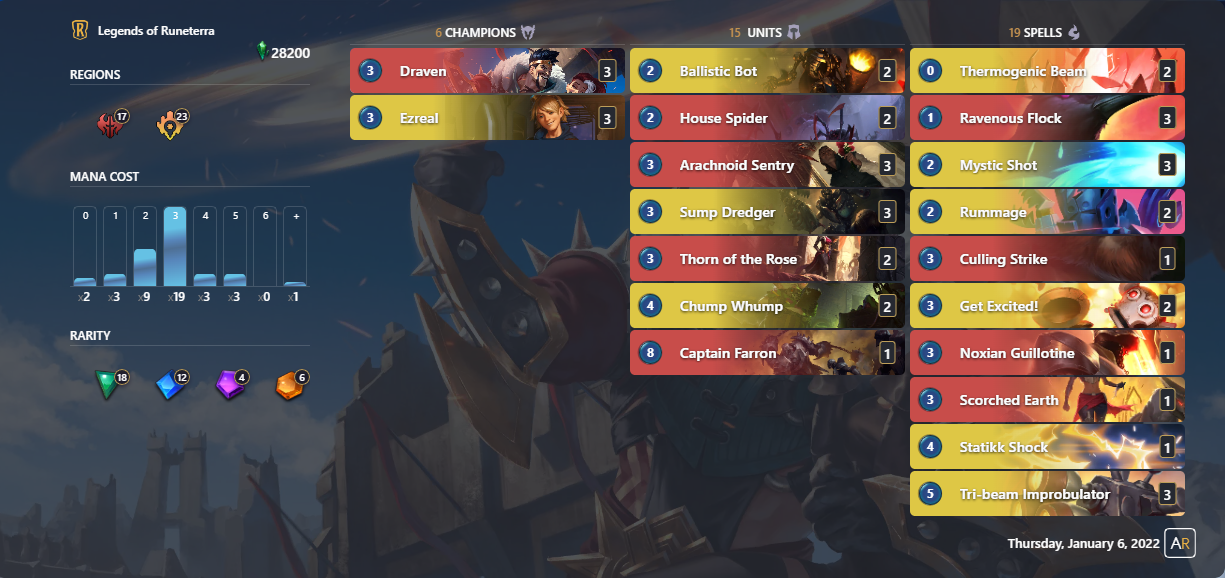 Legends of Runeterra
28200
REGIONS
17
23
MANA COST
0 1 2 3 4 5 6 +
x2 x3 x9 x19 x3 x3 x0 x1
RARITY
18
12
4
6
6 CHAMPIONS
3 Draven 3
3 Ezreal 3
15 UNITS
2 Ballistic Bot 2
2 House Spider 2
3 Arachnoid Sentry 3
3 Sump Dredger 3
3 Thorn of the Rose 2
4 Chump Whump 2
8 Captain Farron 1
19 SPELLS
0 Thermogenic Beam 2
1 Ravenous Flock 3
2 Mystic Shot 3
2 Rummage 2
3 Culling Strike 1
3 Get Excited! 2
3 Noxian Guillotine 1
3 Scorched Earth 1
4 Statikk Shock 1
5 Tri-beam Improbulator 3
Thursday, January 6, 2022 AR